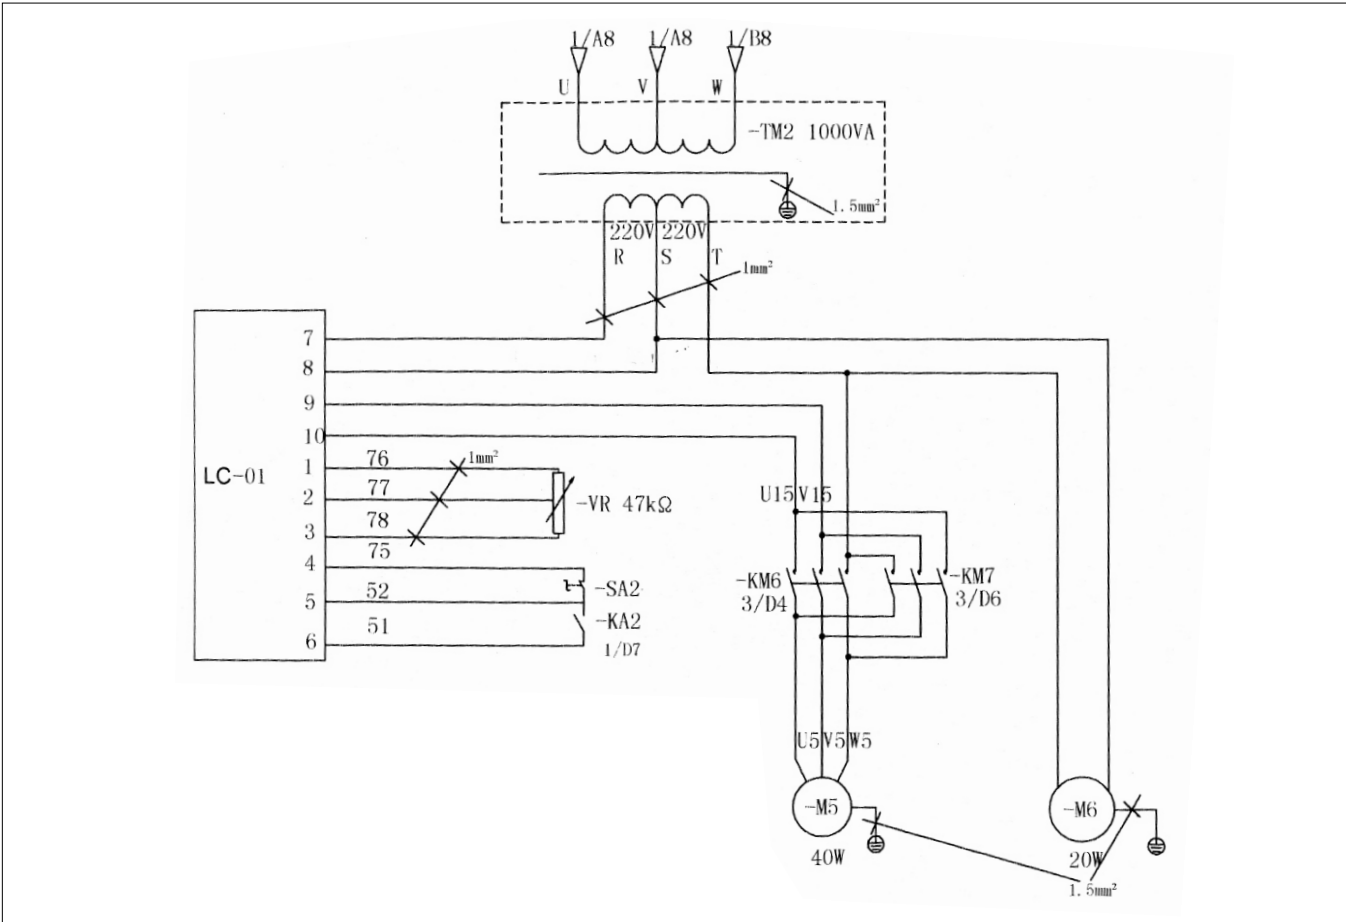 1/A8 1/A8 1/B8
U V W
-TM2 1000VA
1.5mm²
220V 220V
R S T
1mm²
7
8
9
10
LC-01
1 76 1mm²
2 77
-VR 47kΩ
3 78
4 75
-SA2
5 52
-KA2
6 51
1/D7
U15 V15
-KM6 -KM7
3/D4 3/D6
U5 V5 W5
-M5 -M6
40W 20W
1.5mm²